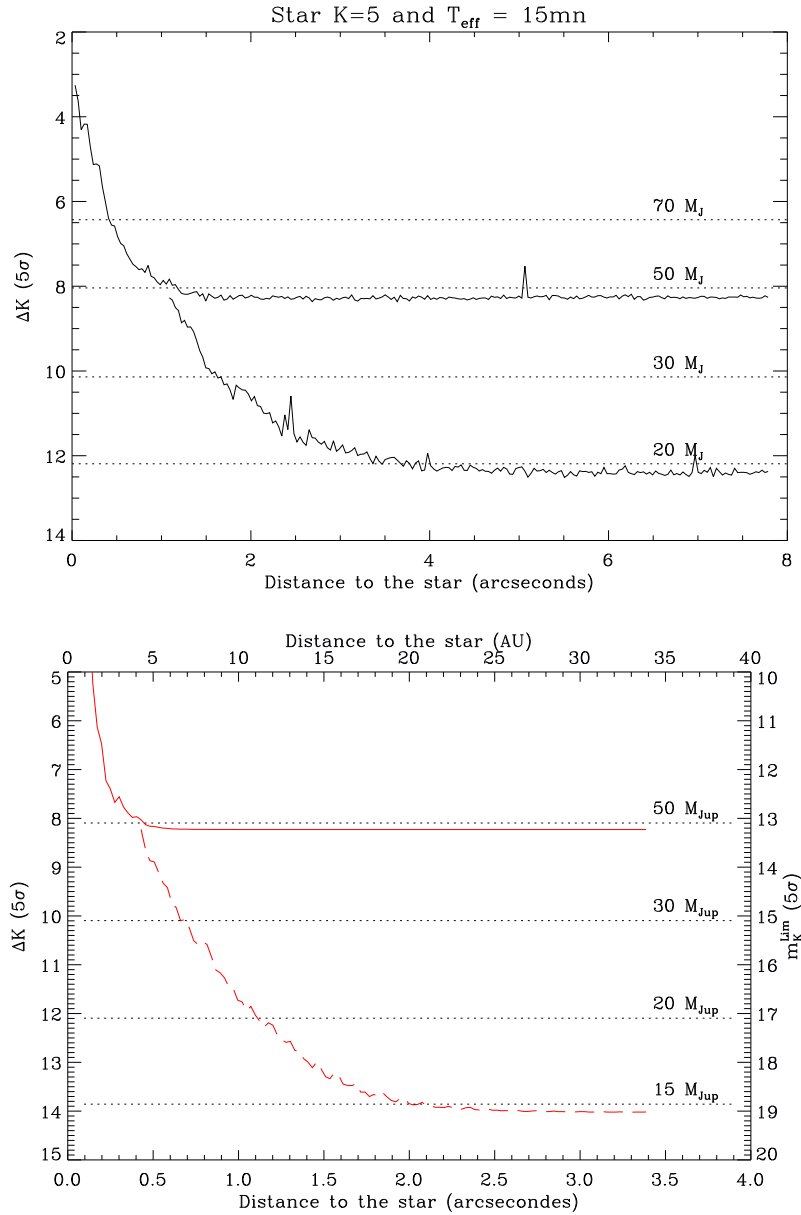 Star K=5 and T_eff = 15mn
2
4
6
8
10
12
14
ΔK (5σ)
70 M_J
50 M_J
30 M_J
20 M_J
0 2 4 6 8
Distance to the star (arcseconds)
Distance to the star (AU)
0 5 10 15 20 25 30 35 40
5
6
7
8
9
10
11
12
13
14
15
ΔK (5σ)
50 M_Jup
30 M_Jup
20 M_Jup
15 M_Jup
10
11
12
13
14
15
16
17
18
19
20
m_K^Lim (5σ)
0.0 0.5 1.0 1.5 2.0 2.5 3.0 3.5 4.0
Distance to the star (arcsecondes)